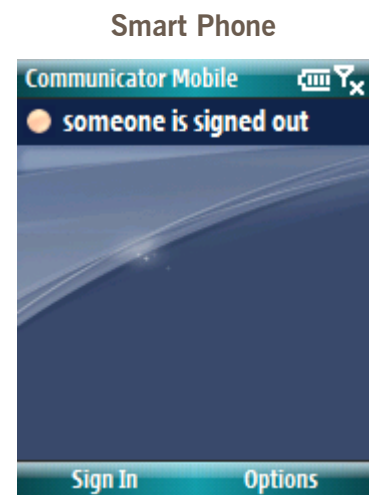 Smart Phone
Communicator Mobile
someone is signed out
Sign In Options